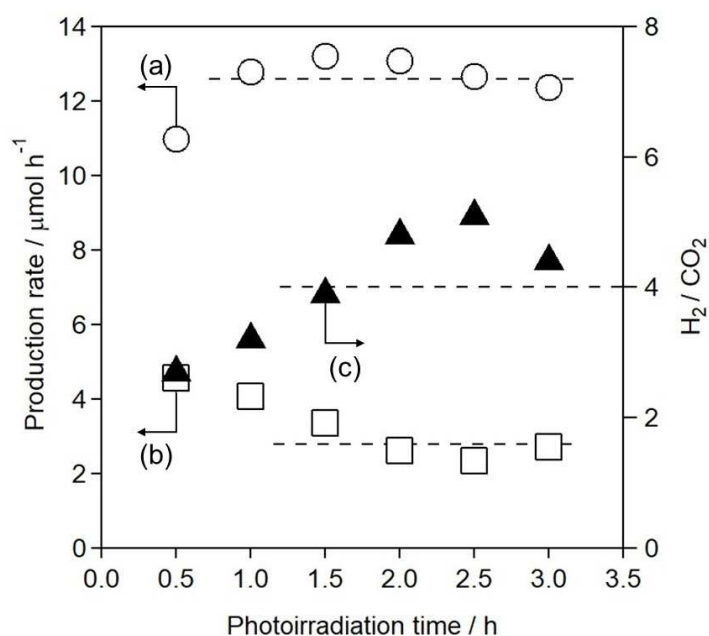 14
12
10
8
6
4
2
0
Production rate / μmol h⁻¹
(a)
(b)
(c)
8
6
4
2
0
H₂ / CO₂
0.0 0.5 1.0 1.5 2.0 2.5 3.0 3.5
Photoirradiation time / h